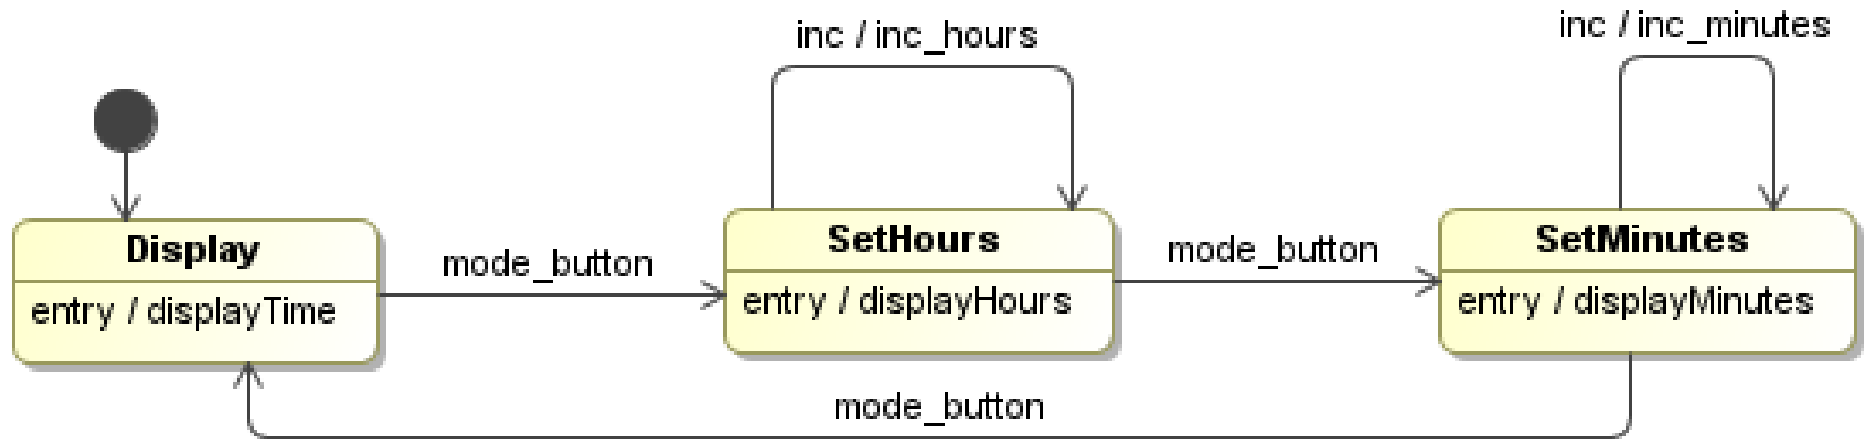 inc / inc_hours
inc / inc_minutes
Display
entry / displayTime
mode_button
SetHours
entry / displayHours
mode_button
SetMinutes
entry / displayMinutes
mode_button